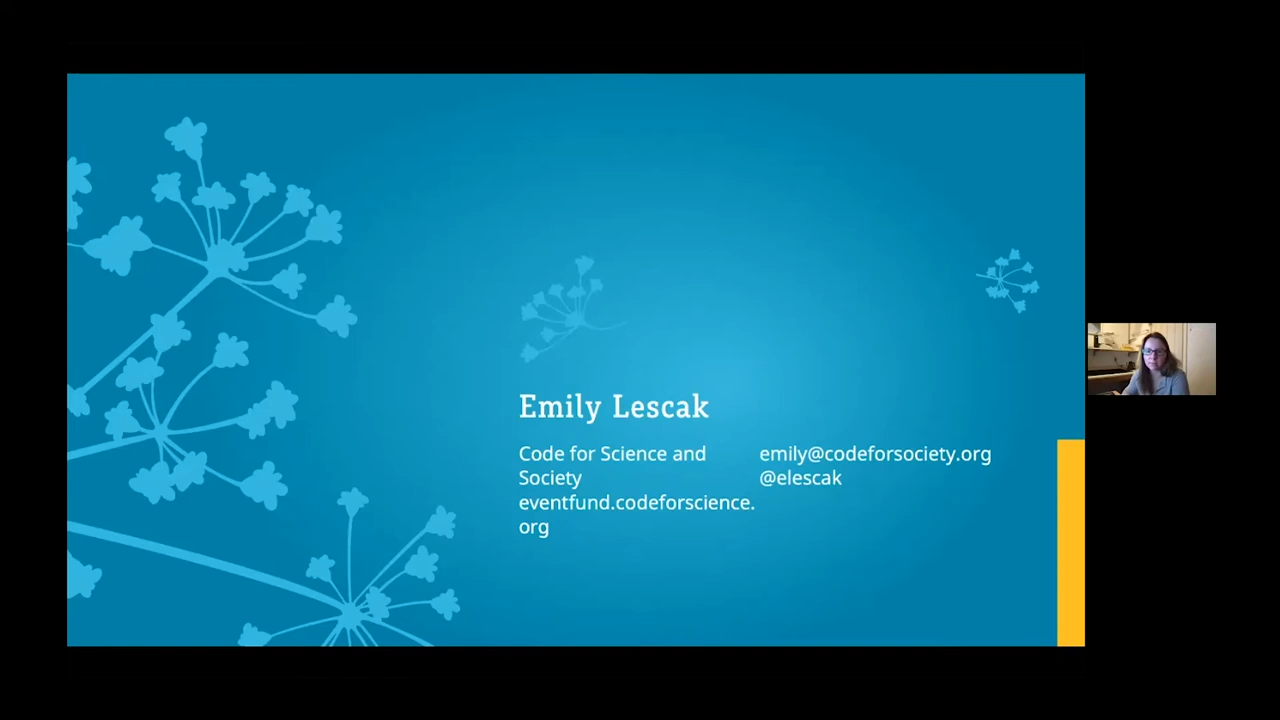 Emily Lescak
Code for Science and
Society
eventfund.codeforscience.
org
emily@codeforsociety.org
@elescak